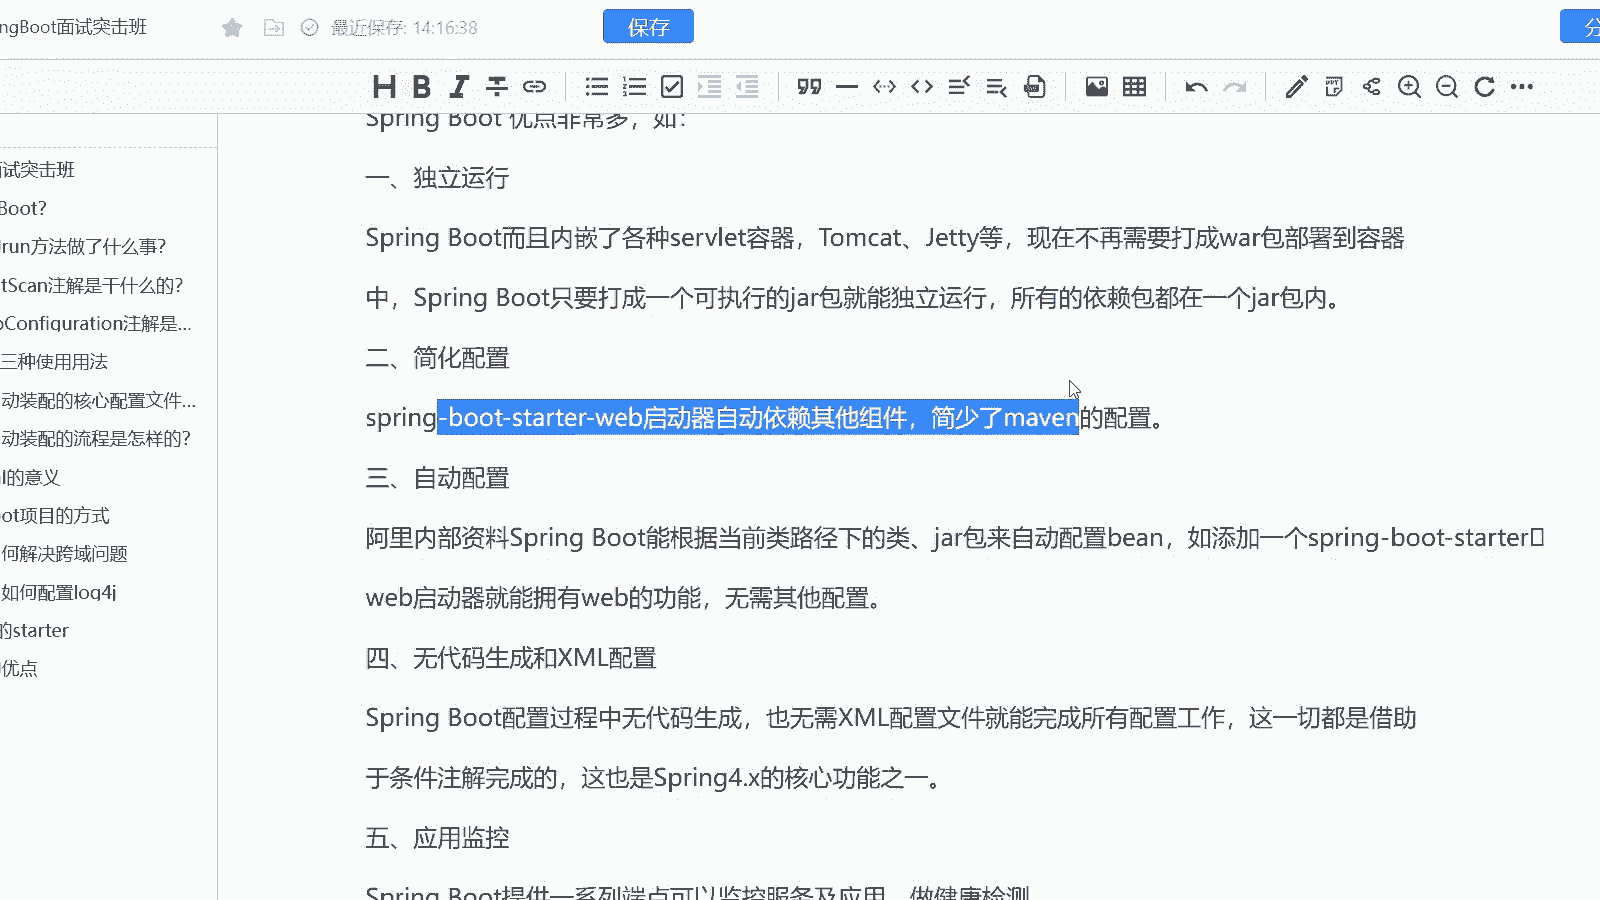 ngBoot面试突击班
最近保存: 14:16:38
保存
分
试突击班
Boot?
run方法做了什么事?
tScan注解是干什么的?
oConfiguration注解是...
三种使用用法
动装配的核心配置文件...
动装配的流程是怎样的?
l的意义
ot项目的方式
何解决跨域问题
如何配置log4j
的starter
优点
Spring Boot 优点非常多，如：
一、独立运行
Spring Boot而且内嵌了各种servlet容器，Tomcat、Jetty等，现在不再需要打成war包部署到容器
中，Spring Boot只要打成一个可执行的jar包就能独立运行，所有的依赖包都在一个jar包内。
二、简化配置
spring-boot-starter-web启动器自动依赖其他组件，简少了maven的配置。
三、自动配置
阿里内部资料Spring Boot能根据当前类路径下的类、jar包来自动配置bean，如添加一个spring-boot-starter
web启动器就能拥有web的功能，无需其他配置。
四、无代码生成和XML配置
Spring Boot配置过程中无代码生成，也无需XML配置文件就能完成所有配置工作，这一切都是借助
于条件注解完成的，这也是Spring4.x的核心功能之一。
五、应用监控
Spring Boot提供一系列端点可以监控服务及应用，做健康检测